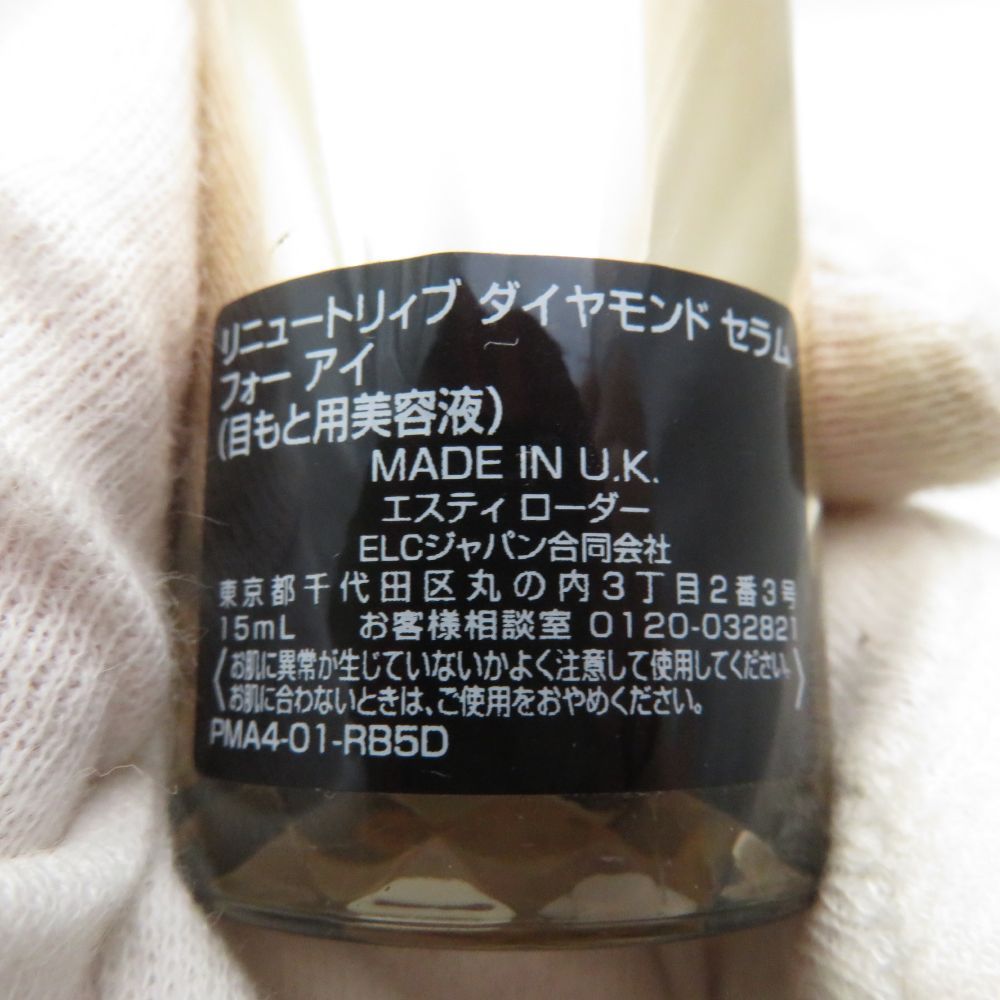 リニュートリィブ ダイヤモンド セラム
フォー アイ
(目もと用美容液)
MADE IN U.K.
エスティ ローダー
ELCジャパン合同会社
東京都千代田区丸の内3丁目2番3号
15mL お客様相談室 0120-032821
〈お肌に異常が生じていないかよく注意して使用してください。
お肌に合わないときは、ご使用をおやめください。〉
PMA4-01-RB5D